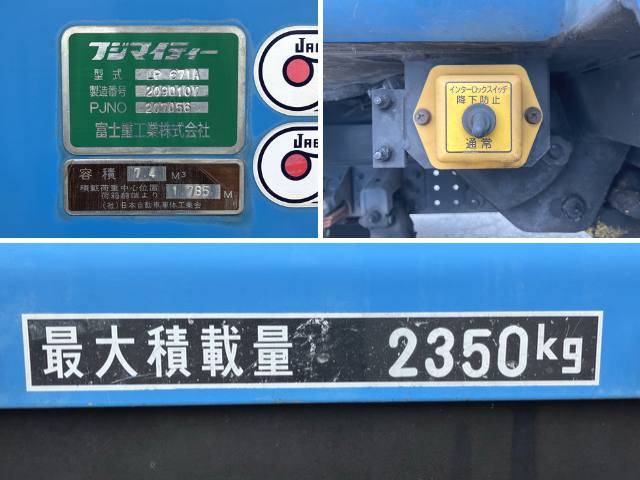 フジマイティー
型式 LP 671A
製造番号
PJNO 207056
富士重工業株式会社
容積 7.4 M³
積載荷重中心位置
荷箱前端より 1.785 M
(社)日本自動車車体工業会
JAB
JAB
インターロックスイッチ
降下防止
通常
最大積載量 2350kg